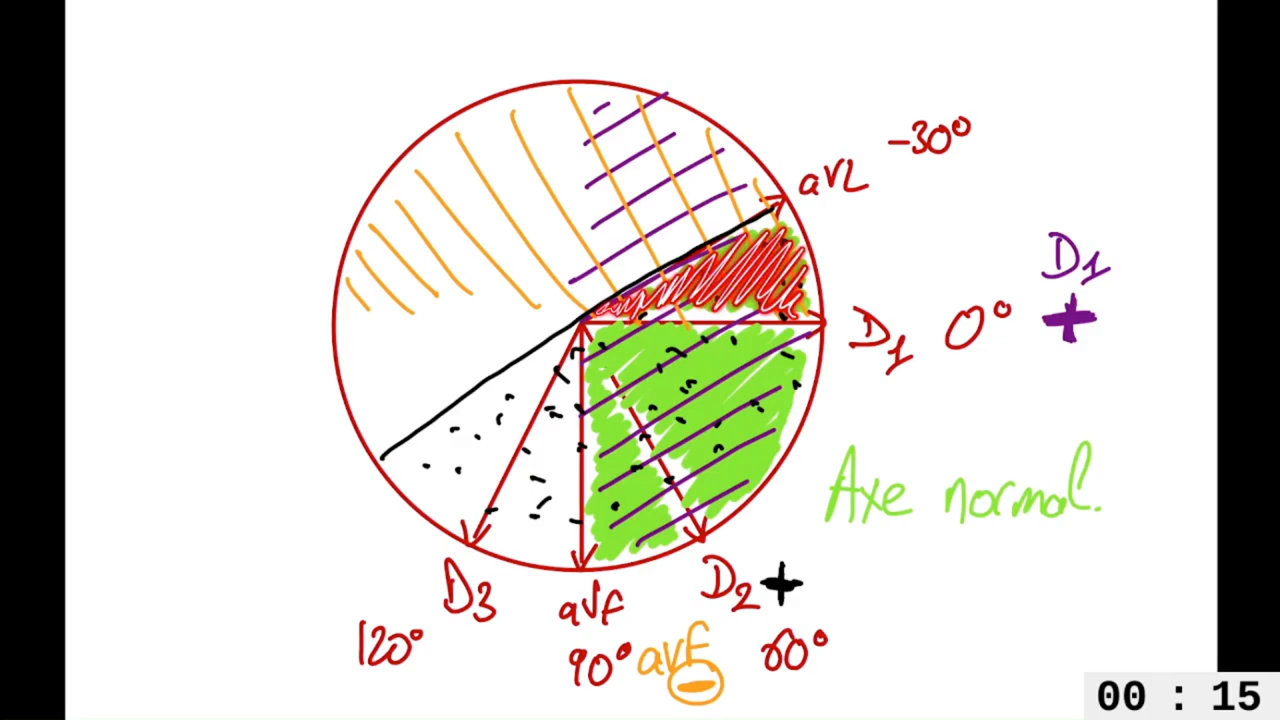 aVL -30°
D1
D1 0° +
Axe normal.
D3 aVf D2 +
120° 90° aVF 60°
-
00 : 15